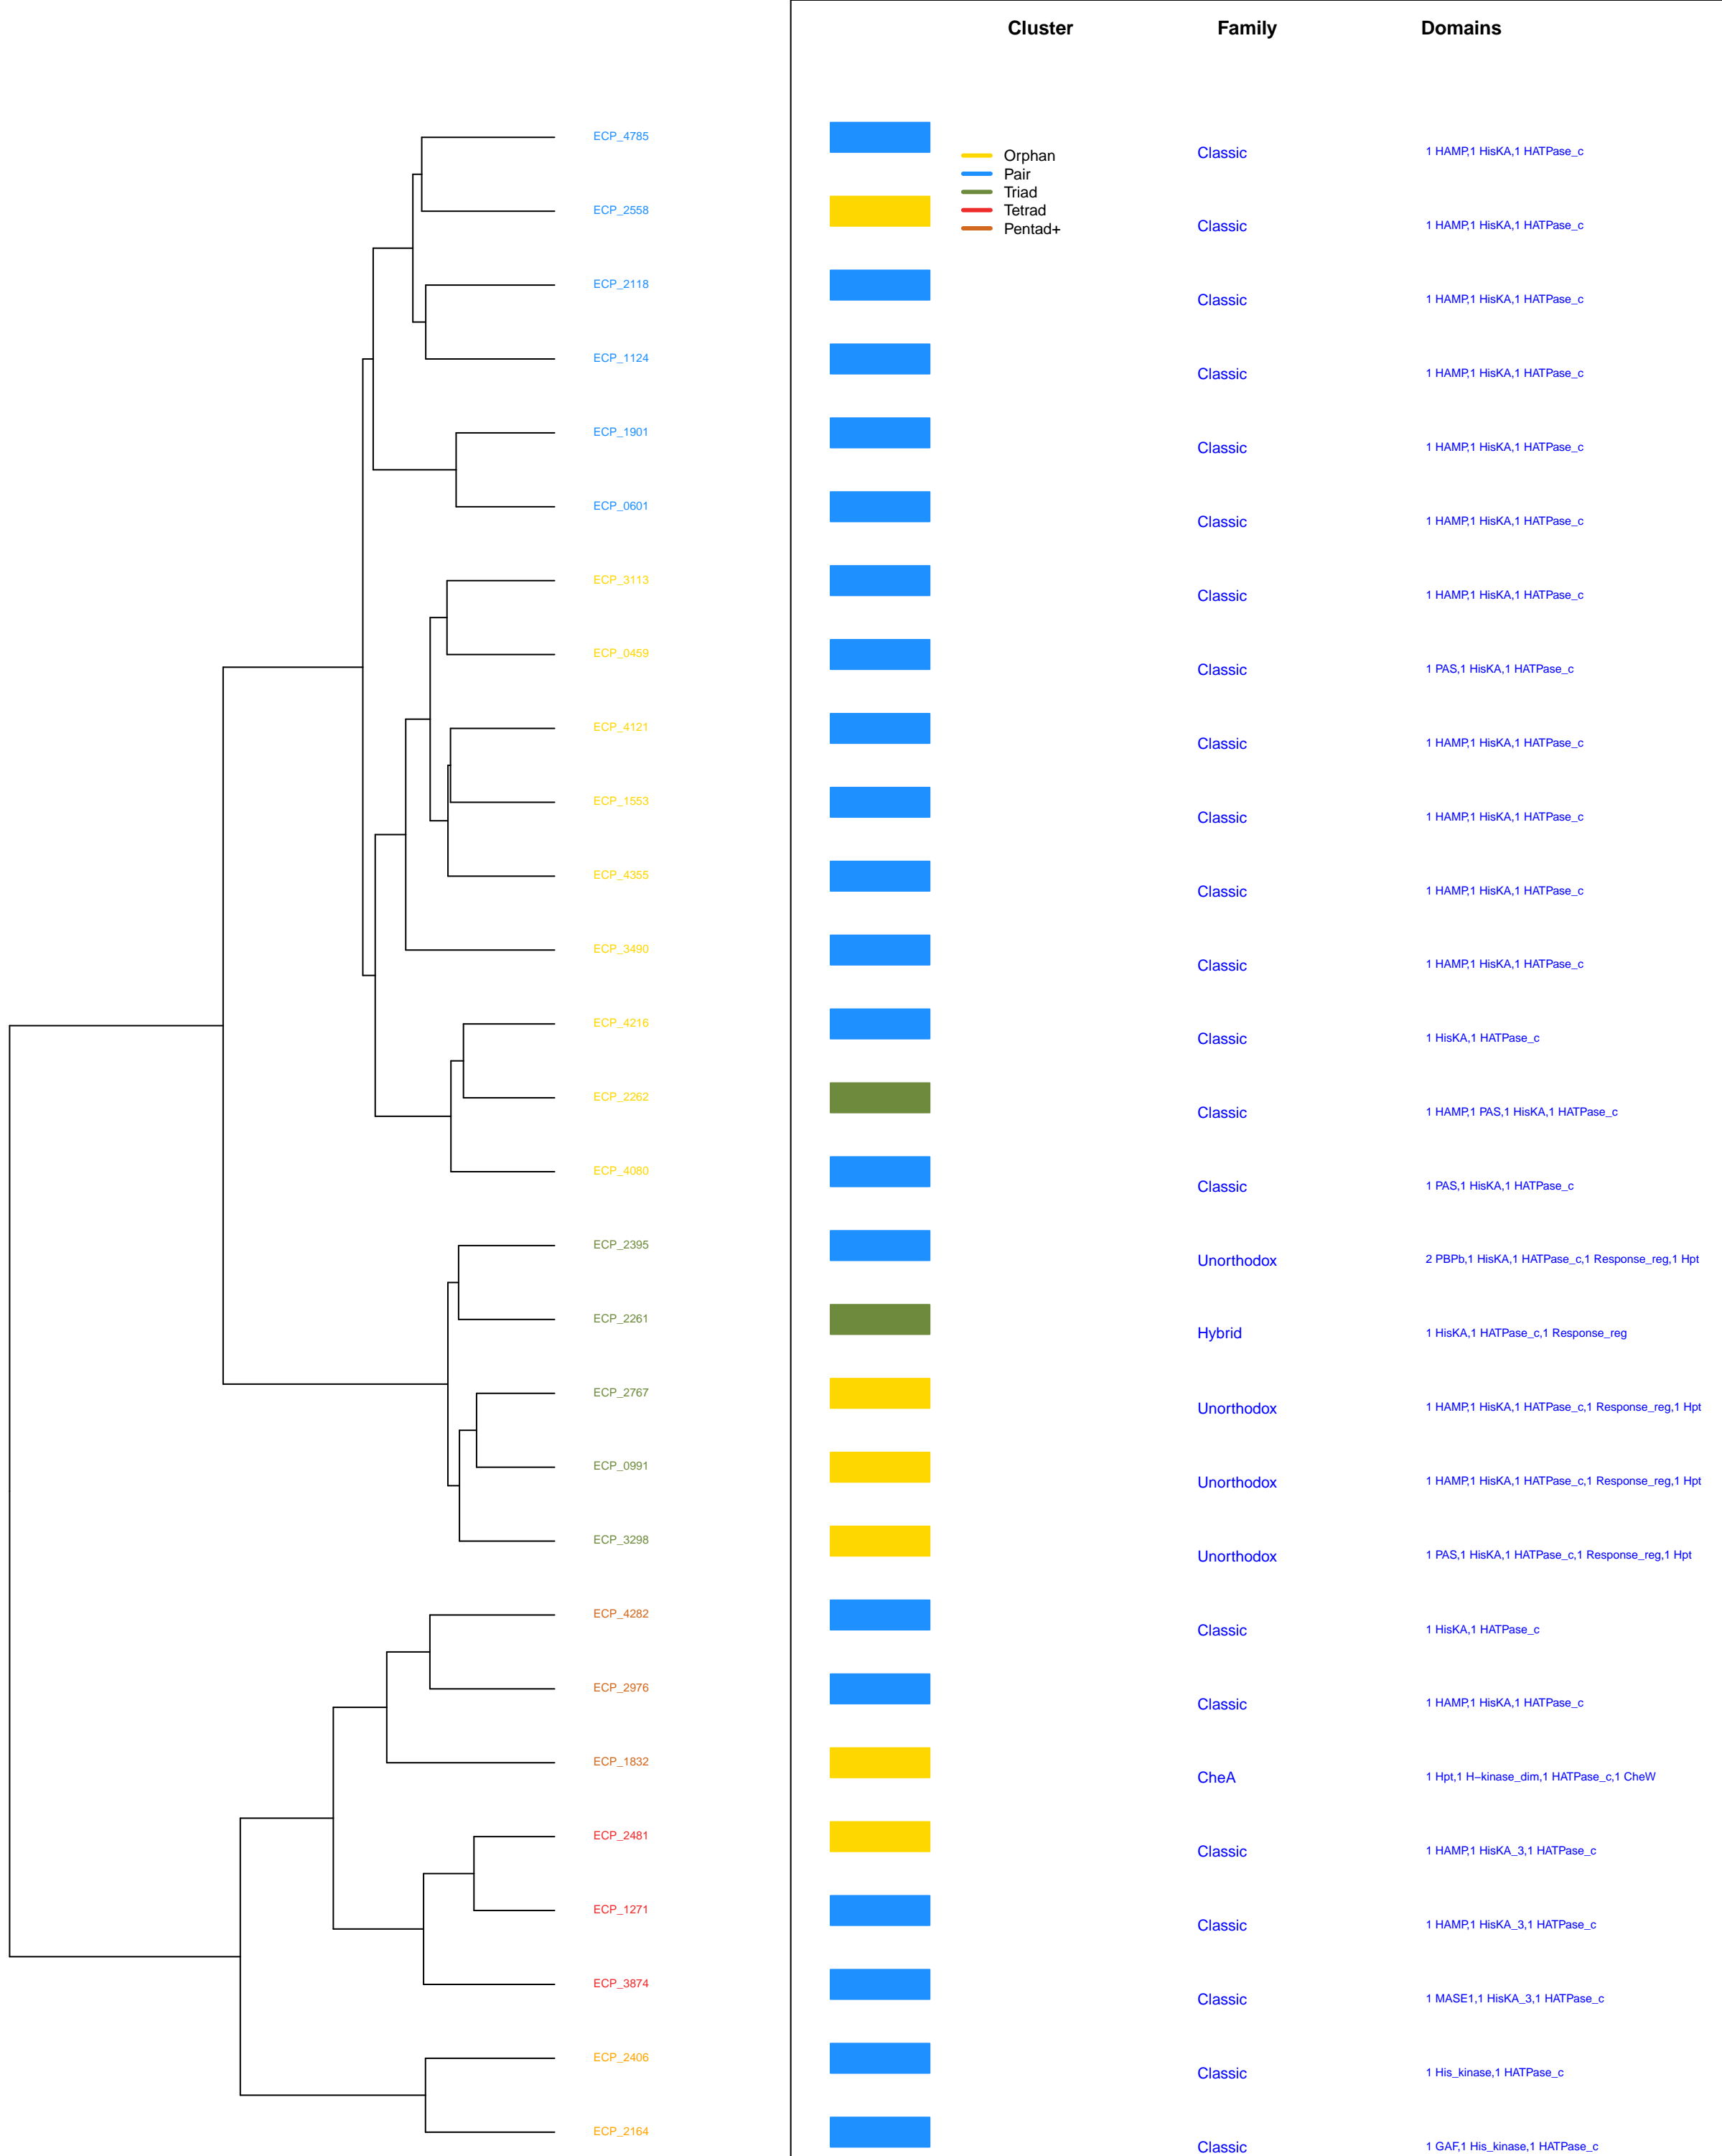 Cluster Family Domains
ECP_4785 Classic 1 HAMP,1 HisKA,1 HATPase_c
Orphan
Pair
Triad
Tetrad
Pentad+
ECP_2558 Classic 1 HAMP,1 HisKA,1 HATPase_c
ECP_2118 Classic 1 HAMP,1 HisKA,1 HATPase_c
ECP_1124 Classic 1 HAMP,1 HisKA,1 HATPase_c
ECP_1901 Classic 1 HAMP,1 HisKA,1 HATPase_c
ECP_0601 Classic 1 HAMP,1 HisKA,1 HATPase_c
ECP_3113 Classic 1 HAMP,1 HisKA,1 HATPase_c
ECP_0459 Classic 1 PAS,1 HisKA,1 HATPase_c
ECP_4121 Classic 1 HAMP,1 HisKA,1 HATPase_c
ECP_1553 Classic 1 HAMP,1 HisKA,1 HATPase_c
ECP_4355 Classic 1 HAMP,1 HisKA,1 HATPase_c
ECP_3490 Classic 1 HAMP,1 HisKA,1 HATPase_c
ECP_4216 Classic 1 HisKA,1 HATPase_c
ECP_2262 Classic 1 HAMP,1 PAS,1 HisKA,1 HATPase_c
ECP_4080 Classic 1 PAS,1 HisKA,1 HATPase_c
ECP_2395 Unorthodox 2 PBPb,1 HisKA,1 HATPase_c,1 Response_reg,1 Hpt
ECP_2261 Hybrid 1 HisKA,1 HATPase_c,1 Response_reg
ECP_2767 Unorthodox 1 HAMP,1 HisKA,1 HATPase_c,1 Response_reg,1 Hpt
ECP_0991 Unorthodox 1 HAMP,1 HisKA,1 HATPase_c,1 Response_reg,1 Hpt
ECP_3298 Unorthodox 1 PAS,1 HisKA,1 HATPase_c,1 Response_reg,1 Hpt
ECP_4282 Classic 1 HisKA,1 HATPase_c
ECP_2976 Classic 1 HAMP,1 HisKA,1 HATPase_c
ECP_1832 CheA 1 Hpt,1 H−kinase_dim,1 HATPase_c,1 CheW
ECP_2481 Classic 1 HAMP,1 HisKA_3,1 HATPase_c
ECP_1271 Classic 1 HAMP,1 HisKA_3,1 HATPase_c
ECP_3874 Classic 1 MASE1,1 HisKA_3,1 HATPase_c
ECP_2406 Classic 1 His_kinase,1 HATPase_c
ECP_2164 Classic 1 GAF,1 His_kinase,1 HATPase_c